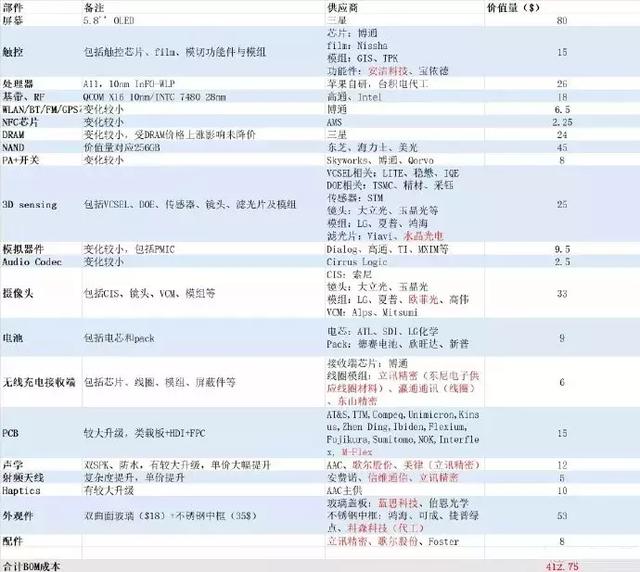 部件 备注 供应商 价值量（$）
屏幕 5.8'' OLED 三星 80
芯片：博通
film: Nissha
触控 包括触控芯片、film、模切功能件与模组 模组：GIS、TPK 15
功能件：安洁科技、宝依德
处理器 A11, 10nm InFO-WLP 苹果自研，台积电代工 26
基带、RF QCOM X16 10nm/INTC 7480 28nm 高通、Intel 18
WLAN/BT/FM/GPS 变化较小 博通 6.5
NFC芯片 变化较小 AMS 2.25
DRAM 变化较小，受DRAM价格上涨影响未降价 三星 24
NAND 价值量对应256GB 东芝、海力士、美光 45
PA+开关 变化较小 Skyworks、博通、Qorvo 8
VCSEL相关：LITE、稳懋、IQE
DOE相关：TSMC、精材、采钰
传感器：STM
3D sensing 包括VCSEL、DOE、传感器、镜头、滤光片及模组 镜头：大立光、玉晶光等 25
模组：LG、夏普、鸿海
滤光片：Viavi、水晶光电
模拟器件 变化较小，包括PMIC Dialog、高通、TI、MXIM等 9.5
Audio Codec 变化较小 Cirrus Logic 2.5
CIS：索尼
镜头：大立光、玉晶光
摄像头 包括CIS、镜头、VCM、模组等 模组：LG、夏普、欧菲光、高伟 33
VCM: Alps、Mitsumi
电池 包括电芯和pack 电芯：ATL、SDI、LG化学 9
Pack：德赛电池、欣旺达、新普
接收端芯片：博通
无线充电接收端 包括芯片、线圈、模组、屏蔽件等 线圈模组：立讯精密（东尼电子供 6
应线圈材料）、瀛通通讯（线圈）
、东山精密
AT&S,TTM,Compeq,Unimicron,Kins
us,Zhen Ding,Ibiden,Flexium,
PCB 较大升级，类载板+HDI+FPC Fujikura,Sumitomo,NOK,Interfle 15
x, M-Flex
声学 双SPK、防水，有较大升级，单价大幅提升 AAC、歌尔股份、美律（立讯精密） 12
射频天线 复杂度提升，单价提升 安费诺、信维通信、立讯精密 5
Haptics 有较大升级 AAC主供 10
玻璃盖板：蓝思科技、伯恩光学
外观件 双曲面玻璃（$18）+不锈钢中框（35$） 不锈钢中框：鸿海、可成、捷普绿 53
点、科森科技（代工）
配件 立讯精密、歌尔股份、Foster 8
合计BOM成本 412.75